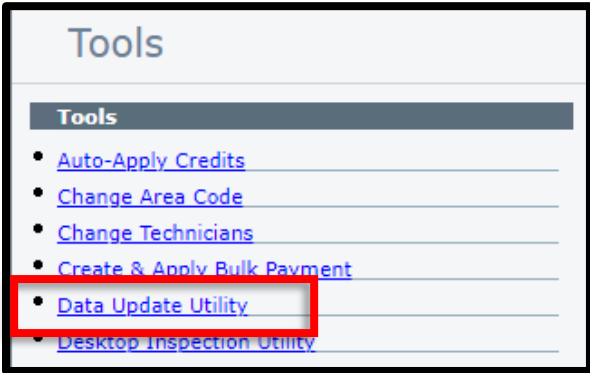 Tools
Tools
Auto-Apply Credits
Change Area Code
Change Technicians
Create & Apply Bulk Payment
Data Update Utility
Desktop Inspection Utility